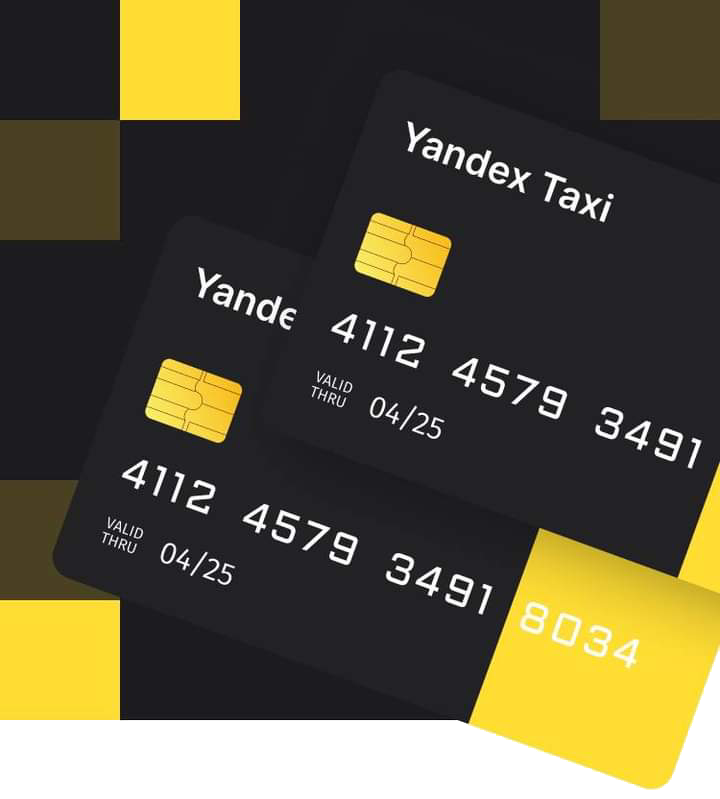 Yandex Taxi
4112 4579 3491
VALID
THRU 04/25
Yande
4112 4579 3491 8034
VALID
THRU 04/25